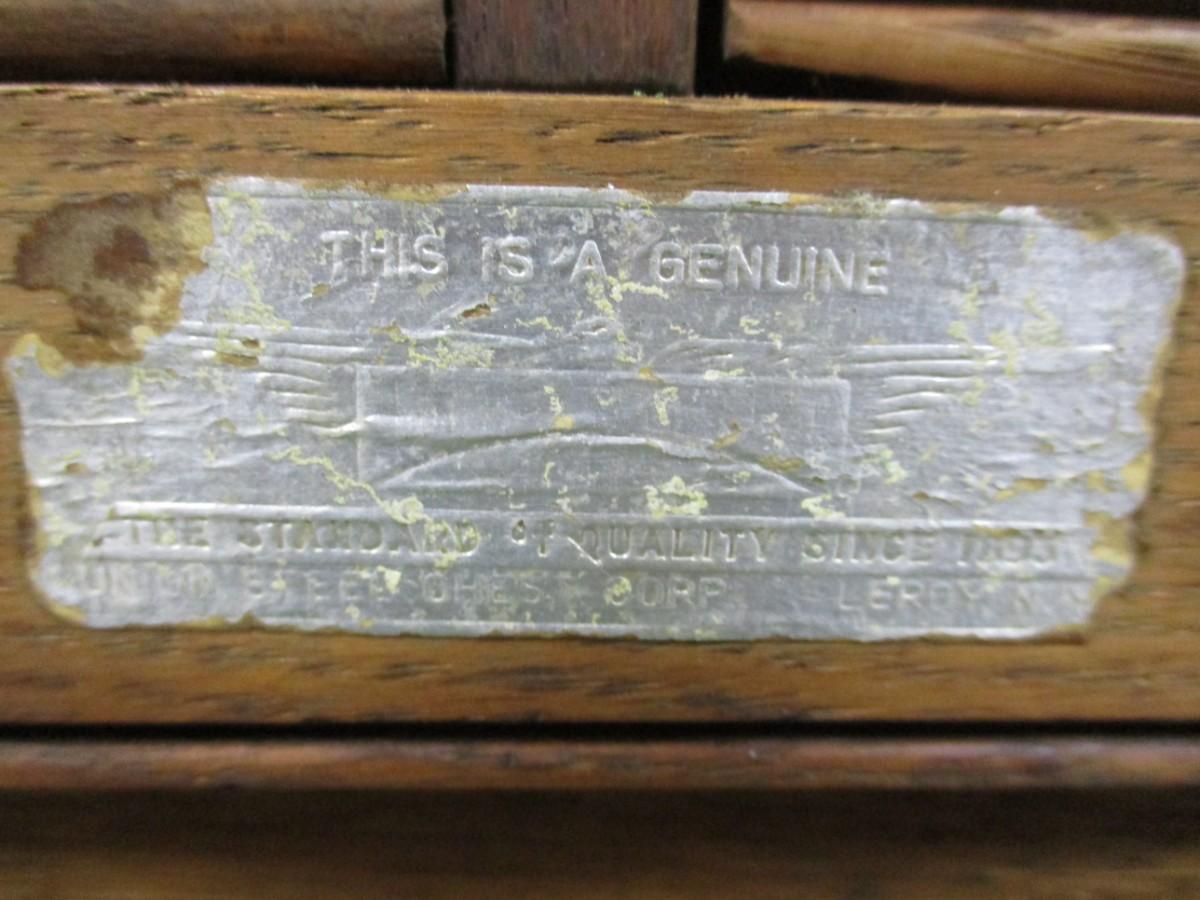 THIS IS A GENUINE
THE STANDARD of QUALITY SINCE
UNION STEEL CHEST CORP. LEROY, N.